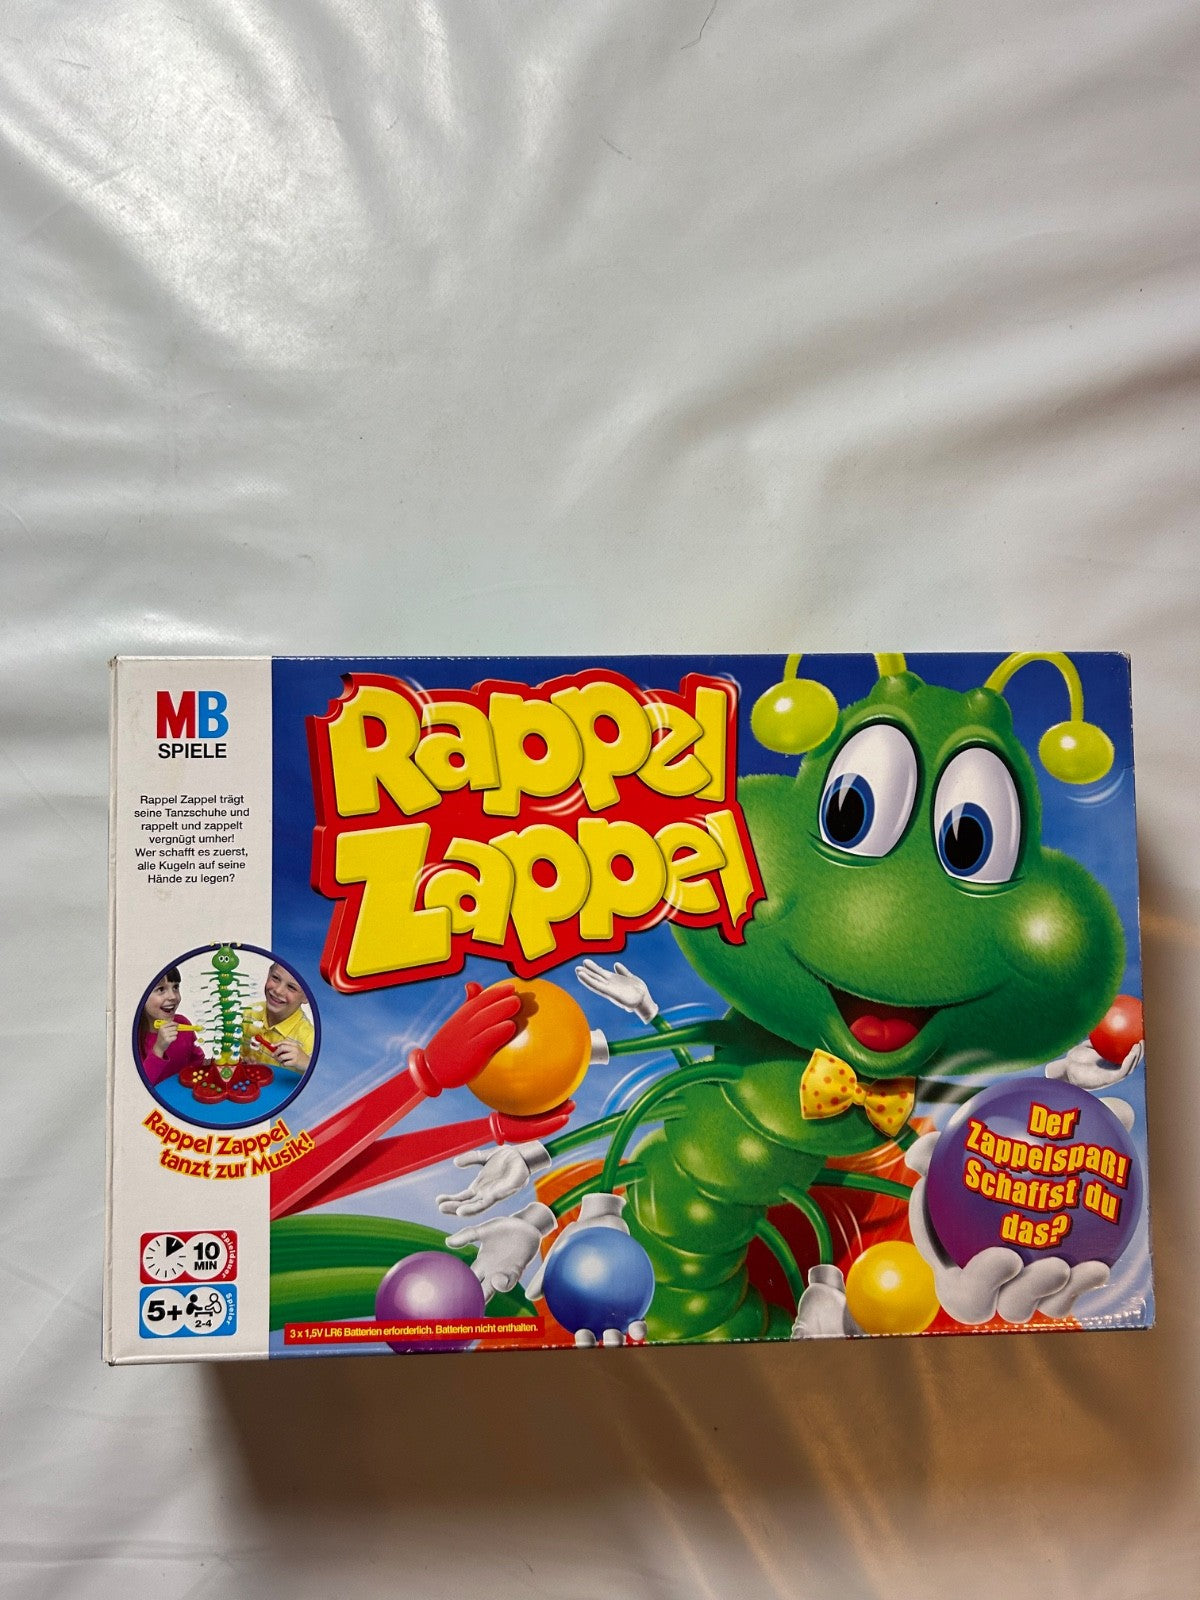 MB
SPIELE
Rappel Zappel trägt
seine Tanzschuhe und
rappelt und zappelt
vergnügt umher!
Wer schafft es zuerst,
alle Kugeln auf seine
Hände zu legen?
Rappel Zappel
tanzt zur Musik!
10
MIN
Spieldauer
5+
2-4
Spieler
Rappel
Zappel
3 x 1,5V LR6 Batterien erforderlich. Batterien nicht enthalten.
Der
Zappelspaß!
Schaffst du
das?